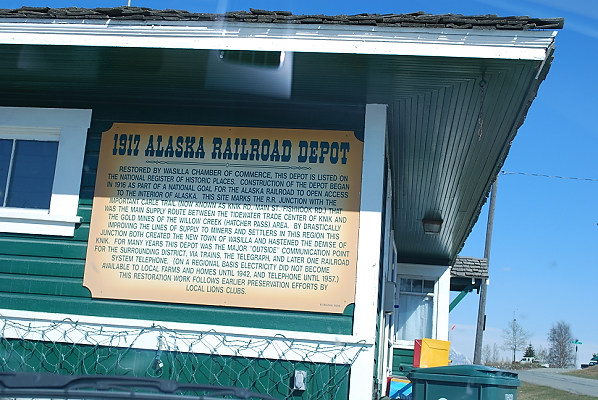 1917 ALASKA RAILROAD DEPOT
RESTORED BY WASILLA CHAMBER OF COMMERCE, THIS DEPOT IS LISTED ON
THE NATIONAL REGISTER OF HISTORIC PLACES. CONSTRUCTION OF THE DEPOT BEGAN
IN 1916 AS PART OF A NATIONAL GOAL FOR THE ALASKA RAILROAD TO OPEN ACCESS
TO THE INTERIOR OF ALASKA. THIS SITE MARKS THE R.R. JUNCTION WITH THE
IMPORTANT CARLE TRAIL (NOW KNOWN AS KNIK RD. MAIN ST. FISHHOOK RD.) THAT
WAS THE MAIN SUPPLY ROUTE BETWEEN THE TIDEWATER TRADE CENTER OF KNIK AND
THE GOLD MINES OF THE WILLOW CREEK (HATCHER PASS) AREA. BY DRASTICALLY
IMPROVING THE LINES OF SUPPLY TO MINERS AND SETTLERS IN THIS REGION THIS
JUNCTION BOTH CREATED THE NEW TOWN OF WASILLA AND HASTENED THE DEMISE OF
KNIK. FOR MANY YEARS THIS DEPOT WAS THE MAJOR "OUTSIDE" COMMUNICATION POINT
FOR THE SURROUNDING DISTRICT, VIA TRAINS, THE TELEGRAPH, AND LATER ONE RAILROAD
SYSTEM TELEPHONE. (ON A REGIONAL BASIS ELECTRICITY DID NOT BECOME
AVAILABLE TO LOCAL FARMS AND HOMES UNTIL 1942, AND TELEPHONE UNTIL 1957.)
THIS RESTORATION WORK FOLLOWS EARLIER PRESERVATION EFFORTS BY
LOCAL LIONS CLUBS.